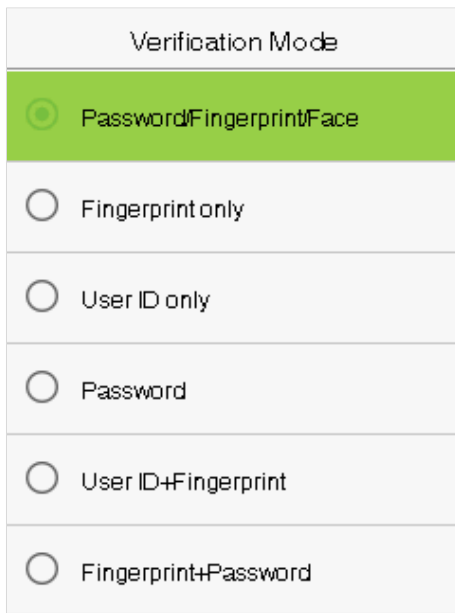 Verification Mode
Password/Fingerprint/Face
Fingerprint only
User ID only
Password
User ID+Fingerprint
Fingerprint+Password